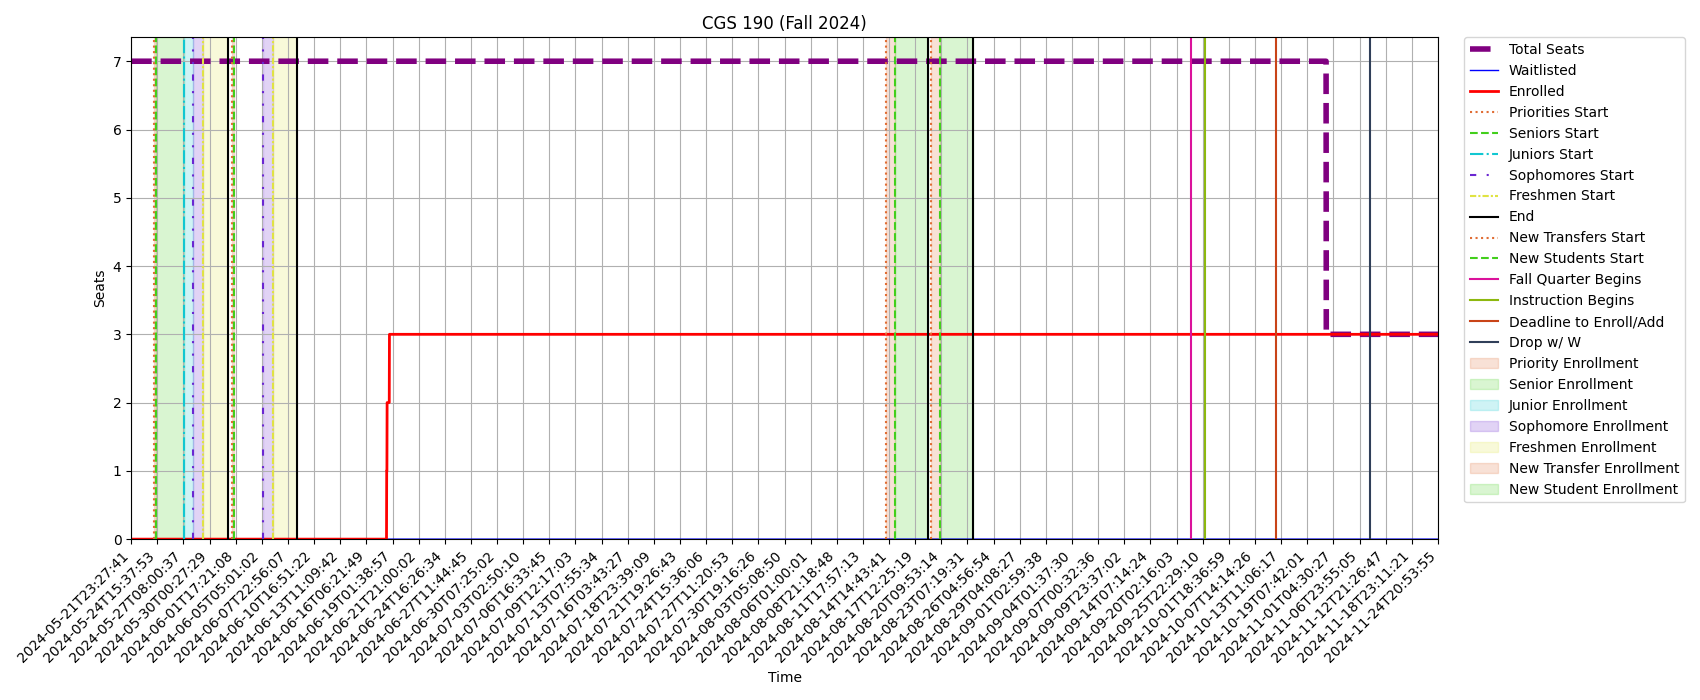 CGS 190 (Fall 2024)
Seats
7
6
5
4
3
2
1
0
2024-05-21T23:27:41
2024-05-24T15:37:53
2024-05-27T08:00:37
2024-05-30T00:27:29
2024-06-01T17:21:08
2024-06-05T05:01:02
2024-06-07T22:56:07
2024-06-10T16:51:22
2024-06-13T11:09:42
2024-06-16T06:21:49
2024-06-19T01:38:57
2024-06-21T21:00:02
2024-06-24T16:26:34
2024-06-27T11:44:45
2024-06-30T07:25:02
2024-07-03T02:50:10
2024-07-06T16:33:45
2024-07-09T12:17:03
2024-07-13T07:55:34
2024-07-16T03:43:27
2024-07-18T23:39:09
2024-07-21T19:26:43
2024-07-24T15:36:06
2024-07-27T11:20:53
2024-07-30T19:16:26
2024-08-03T05:08:50
2024-08-06T01:00:01
2024-08-08T21:18:48
2024-08-11T17:57:13
2024-08-14T14:43:41
2024-08-17T12:25:19
2024-08-20T09:53:14
2024-08-23T07:19:31
2024-08-26T04:56:54
2024-08-29T04:08:27
2024-09-01T02:59:38
2024-09-04T01:37:30
2024-09-07T00:32:36
2024-09-09T23:37:02
2024-09-14T07:14:24
2024-09-20T02:16:03
2024-09-25T22:29:10
2024-10-01T18:36:59
2024-10-07T14:14:26
2024-10-13T11:06:17
2024-10-19T07:42:01
2024-11-01T04:30:27
2024-11-06T23:55:05
2024-11-12T21:26:47
2024-11-18T23:11:21
2024-11-24T20:53:55
Time
Total Seats
Waitlisted
Enrolled
Priorities Start
Seniors Start
Juniors Start
Sophomores Start
Freshmen Start
End
New Transfers Start
New Students Start
Fall Quarter Begins
Instruction Begins
Deadline to Enroll/Add
Drop w/ W
Priority Enrollment
Senior Enrollment
Junior Enrollment
Sophomore Enrollment
Freshmen Enrollment
New Transfer Enrollment
New Student Enrollment